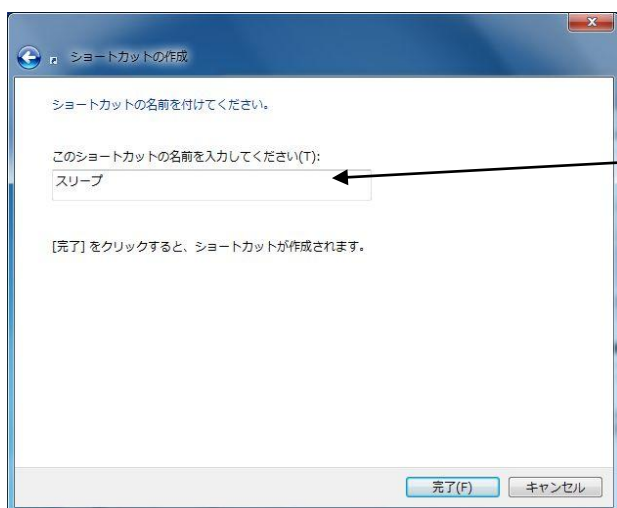 ショートカットの作成
ショートカットの名前を付けてください。
このショートカットの名前を入力してください(T):
スリープ
[完了] をクリックすると、ショートカットが作成されます。
完了(F)
キャンセル